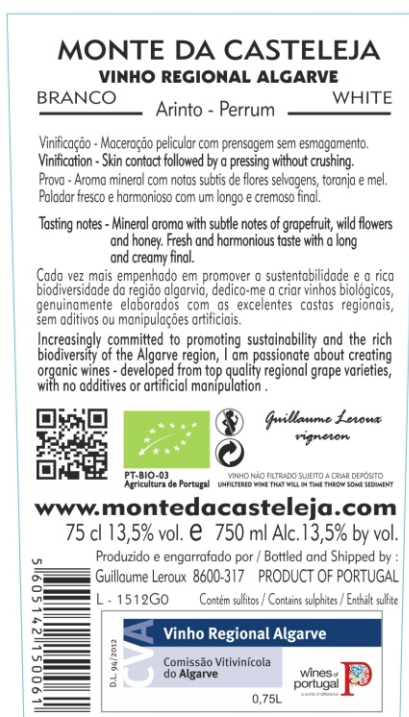 MONTE DA CASTELEJA
VINHO REGIONAL ALGARVE
BRANCO WHITE
Arinto - Perrum
Vinificação - Maceração pelicular com prensagem sem esmagamento.
Vinification - Skin contact followed by a pressing without crushing.
Prova - Aroma mineral com notas subtis de flores selvagens, toranja e mel.
Paladar fresco e harmonioso com um longo e cremoso final.
Tasting notes - Mineral aroma with subtle notes of grapefruit, wild flowers
and honey. Fresh and harmonious taste with a long
and creamy final.
Cada vez mais empenhado em promover a sustentabilidade e a rica
biodiversidade da região algarvia, dedico-me a criar vinhos biológicos,
genuinamente elaborados com as excelentes castas regionais,
sem aditivos ou manipulações artificiais.
Increasingly committed to promoting sustainability and the rich
biodiversity of the Algarve region, I am passionate about creating
organic wines - developed from top quality regional grape varieties,
with no additives or artificial manipulation .
Guillaume Leroux
vigneron
PT-BIO-03
Agricultura de Portugal
VINHO NÃO FILTRADO SUJEITO A CRIAR DEPÓSITO
UNFILTERED WINE THAT WILL IN TIME THROW SOME SEDIMENT
www.montedacasteleja.com
75 cl 13,5% vol. e 750 ml Alc.13,5% by vol.
Produzido e engarrafado por / Bottled and Shipped by :
Guillaume Leroux 8600-317 PRODUCT OF PORTUGAL
L - 1512G0 Contém sulfitos / Contains sulphites / Enthält sulfite
5 605142 150061
D.L. 94/2012
CVA
Vinho Regional Algarve
Comissão Vitivinícola
do Algarve
wines of
portugal
a world of difference
0,75L